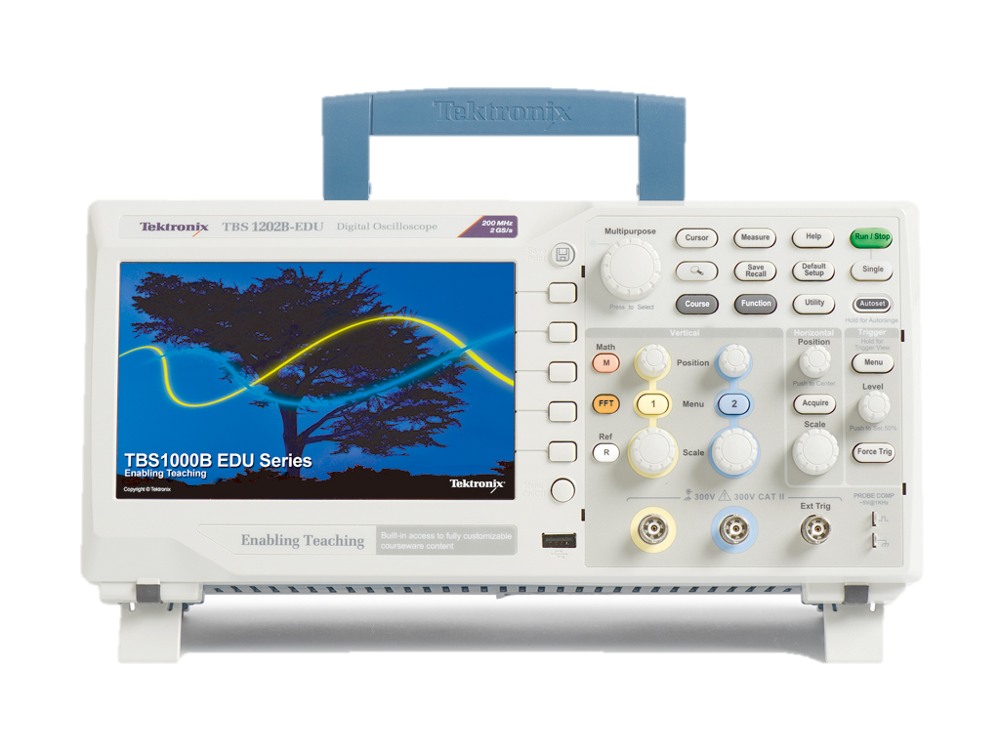 Tektronix
Tektronix TBS 1202B-EDU Digital Oscilloscope
200 MHz
2 GS/s
Multipurpose
Press to Select
Cursor
Measure
Help
Run / Stop
Save
Recall
Default
Setup
Single
Course
Function
Utility
Autoset
Hold for Autorange
Vertical
Horizontal
Trigger
Math
M
Position
Position
Hold for
Trigger View
Menu
Push to Center
FFT
1
Menu
2
Acquire
Level
Push to Set 50%
Ref
R
Scale
Scale
Force Trig
TBS1000B EDU Series
Enabling Teaching
Copyright © Tektronix
Tektronix
300V
300V CAT II
Ext Trig
PROBE COMP
~5V@1KHz
Enabling Teaching
Built-in access to fully customizable
courseware content